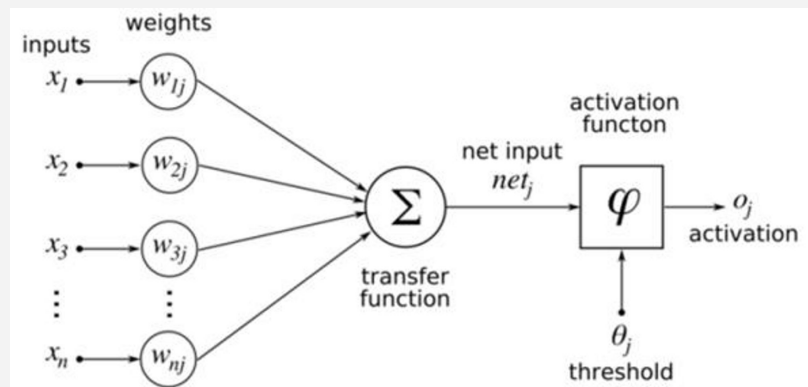 weights
inputs
x1
w1j
x2
w2j
x3
w3j
⋮
⋮
xn
wnj
Σ
transfer
function
net input
netj
activation
functon
φ
oj
activation
θj
threshold